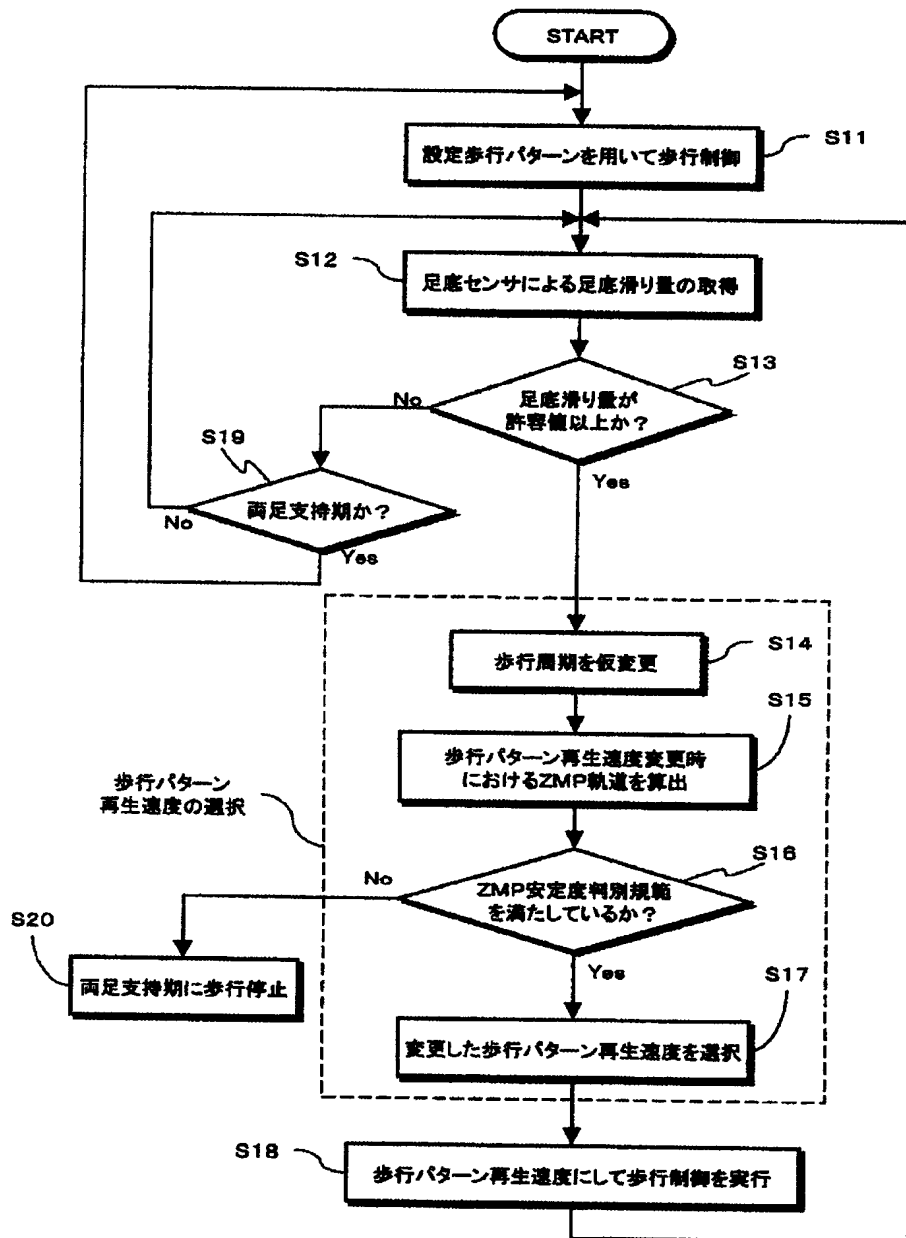 START
設定歩行パターンを用いて歩行制御
S11
S12
足底センサによる足底滑り量の取得
S13
足底滑り量が
許容値以上か？
No
Yes
S19
両足支持期か？
No
Yes
歩行周期を仮変更
S14
S15
歩行パターン再生速度変更時
におけるZMP軌道を算出
歩行パターン
再生速度の選択
S16
ZMP安定度判別規範
を満たしているか？
No
Yes
S20
両足支持期に歩行停止
S17
変更した歩行パターン再生速度を選択
S18
歩行パターン再生速度にして歩行制御を実行